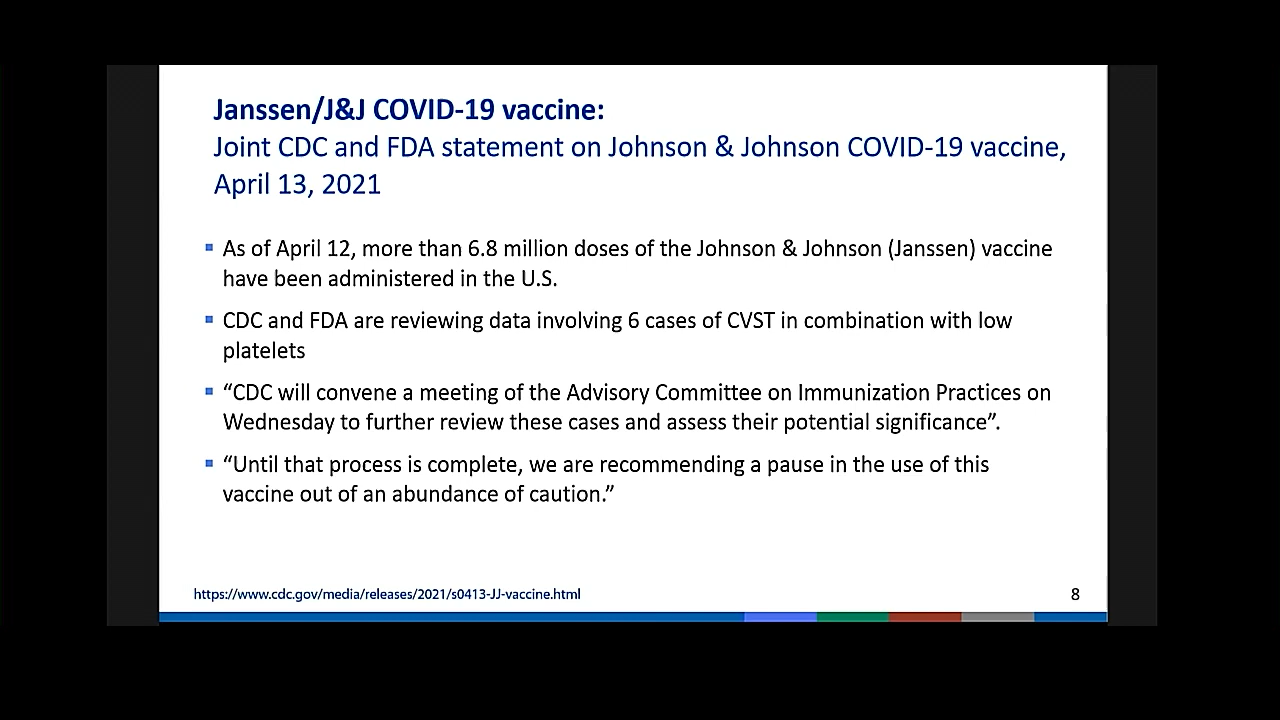 Janssen/J&J COVID-19 vaccine:
Joint CDC and FDA statement on Johnson & Johnson COVID-19 vaccine,
April 13, 2021
▪ As of April 12, more than 6.8 million doses of the Johnson & Johnson (Janssen) vaccine
have been administered in the U.S.
▪ CDC and FDA are reviewing data involving 6 cases of CVST in combination with low
platelets
▪ “CDC will convene a meeting of the Advisory Committee on Immunization Practices on
Wednesday to further review these cases and assess their potential significance”.
▪ “Until that process is complete, we are recommending a pause in the use of this
vaccine out of an abundance of caution.”
https://www.cdc.gov/media/releases/2021/s0413-JJ-vaccine.html
8